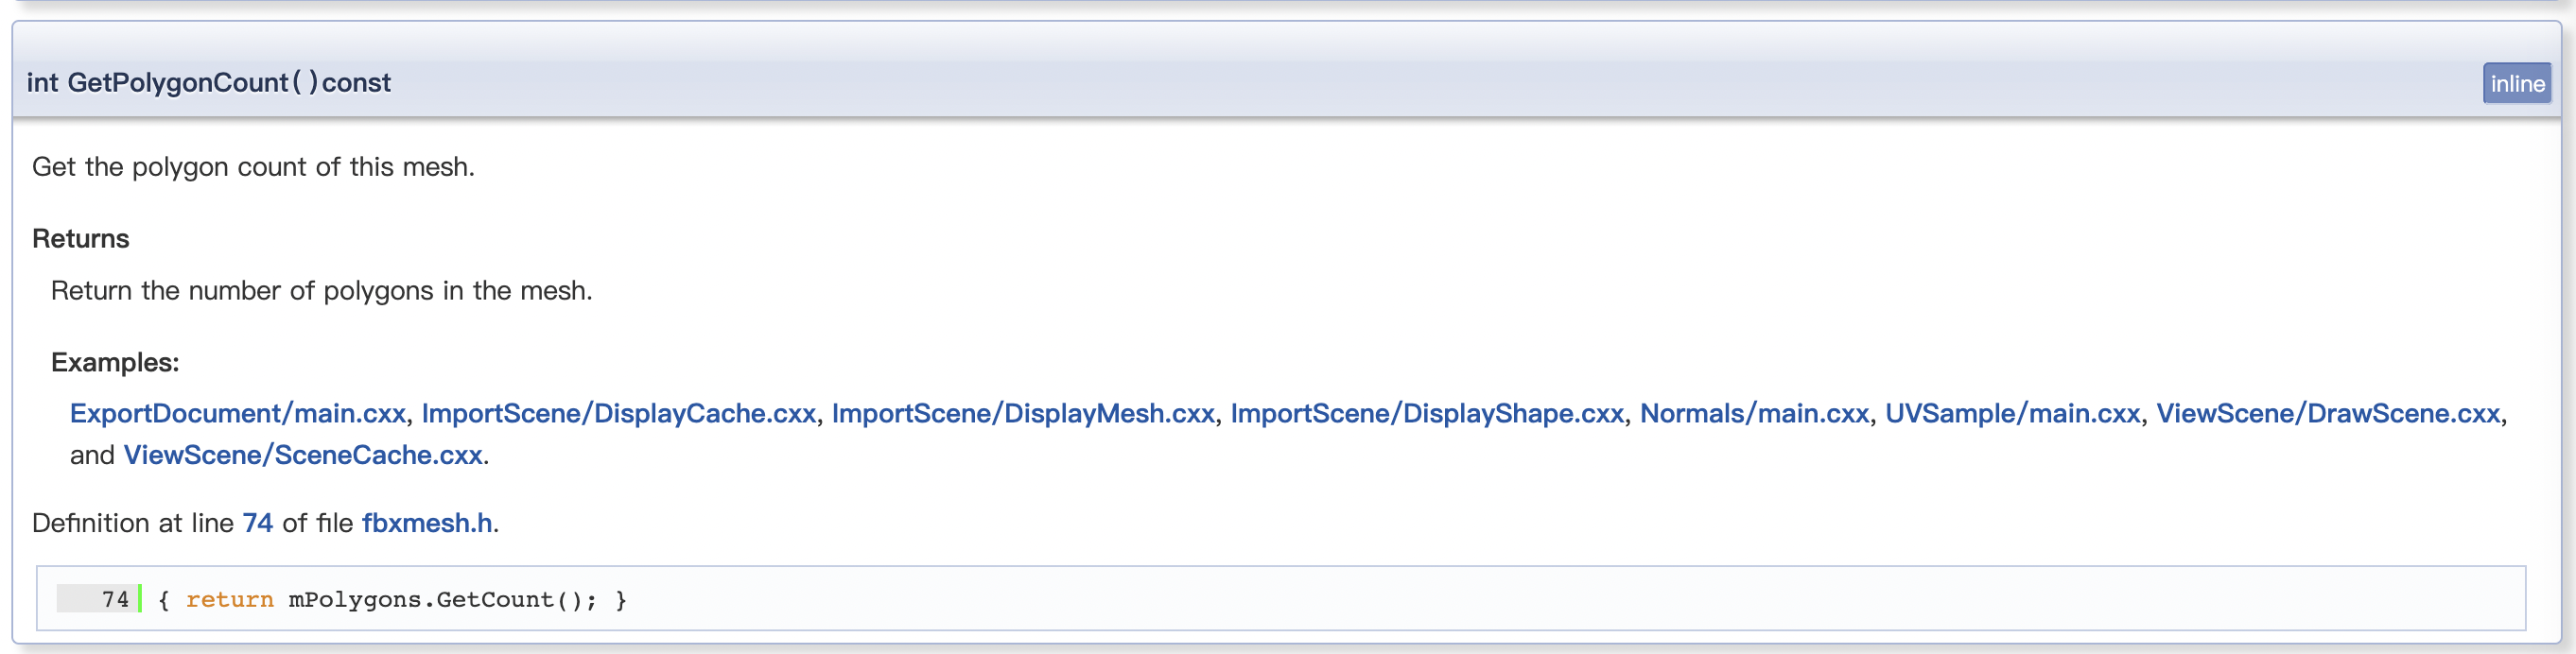 int GetPolygonCount( )const
inline
Get the polygon count of this mesh.
Returns
Return the number of polygons in the mesh.
Examples:
ExportDocument/main.cxx, ImportScene/DisplayCache.cxx, ImportScene/DisplayMesh.cxx, ImportScene/DisplayShape.cxx, Normals/main.cxx, UVSample/main.cxx, ViewScene/DrawScene.cxx,
and ViewScene/SceneCache.cxx.
Definition at line 74 of file fbxmesh.h.
74 { return mPolygons.GetCount(); }